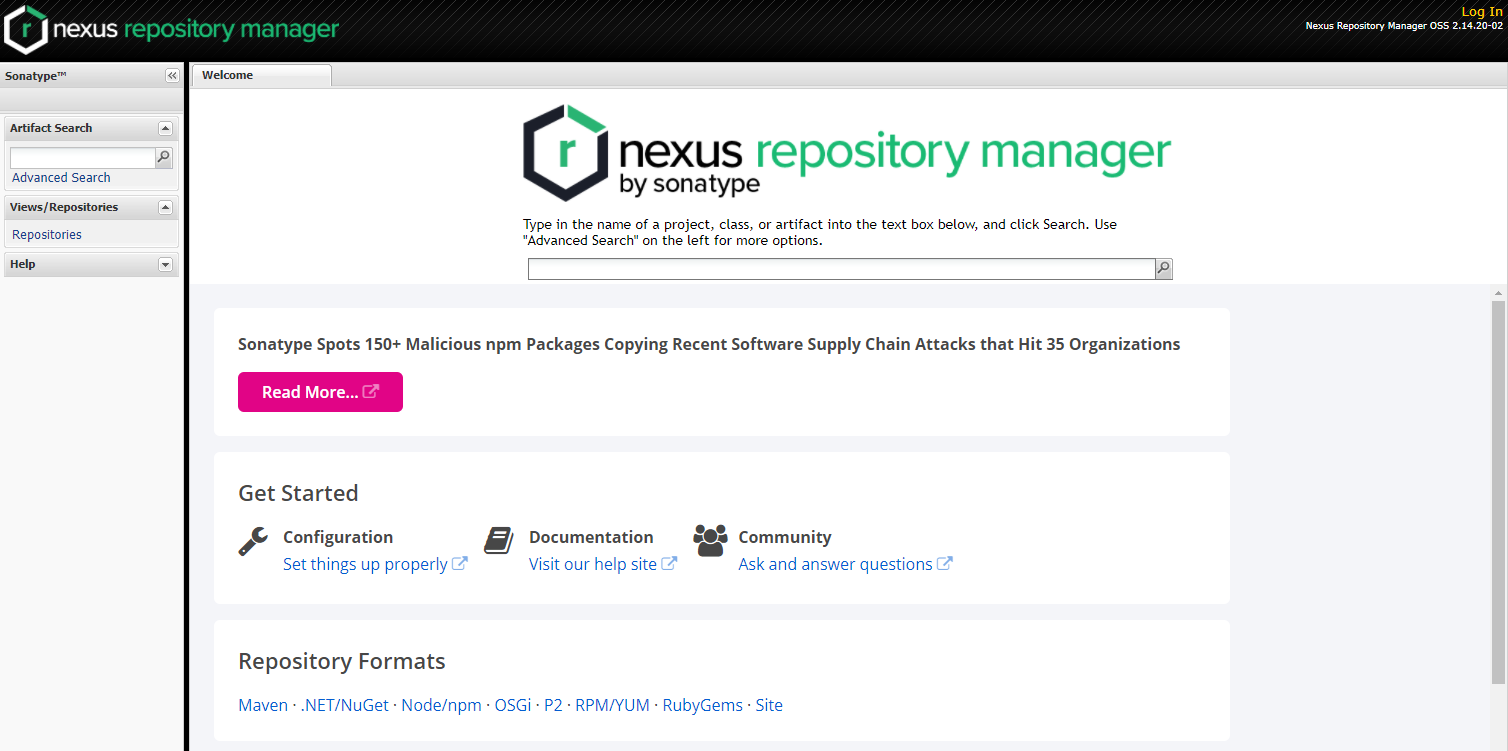 nexus repository manager
Log In
Nexus Repository Manager OSS 2.14.20-02
Sonatype™
Welcome
Artifact Search
Advanced Search
Views/Repositories
Repositories
Help
r nexus repository manager
by sonatype
Type in the name of a project, class, or artifact into the text box below, and click Search. Use
"Advanced Search" on the left for more options.
Sonatype Spots 150+ Malicious npm Packages Copying Recent Software Supply Chain Attacks that Hit 35 Organizations
Read More...
Get Started
Configuration
Set things up properly
Documentation
Visit our help site
Community
Ask and answer questions
Repository Formats
Maven · .NET/NuGet · Node/npm · OSGi · P2 · RPM/YUM · RubyGems · Site